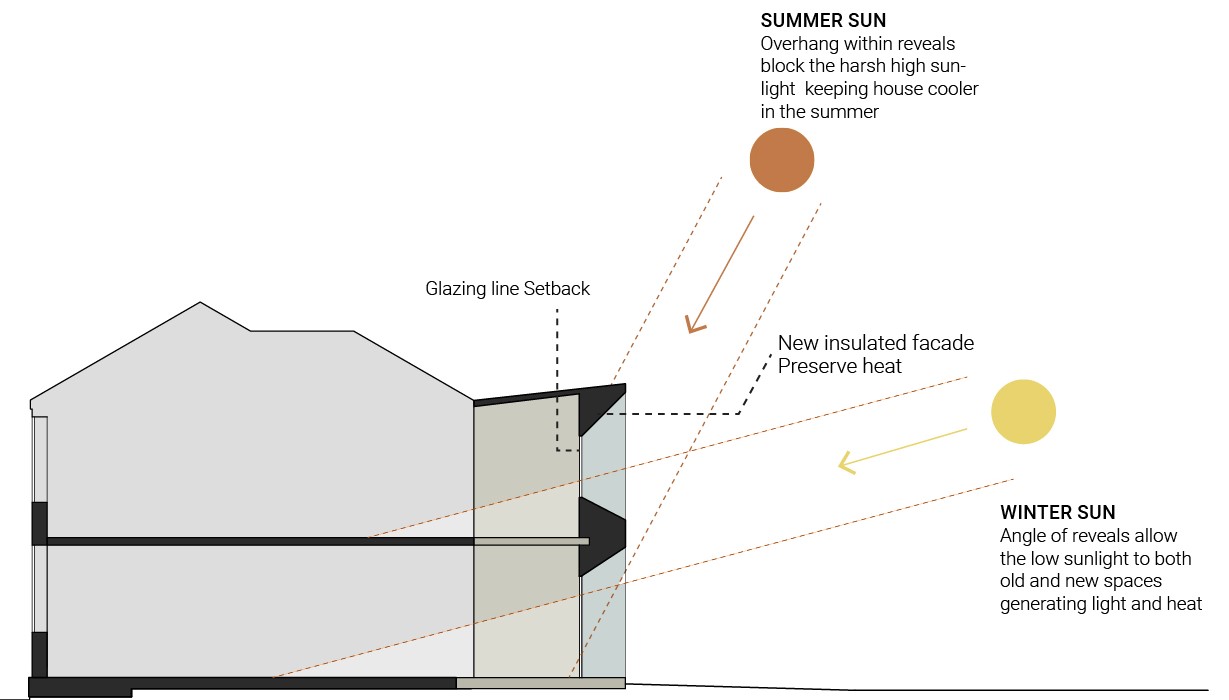 SUMMER SUN
Overhang within reveals
block the harsh high sun-
light  keeping house cooler
in the summer
Glazing line Setback
New insulated facade
Preserve heat
WINTER SUN
Angle of reveals allow
the low sunlight to both
old and new spaces
generating light and heat